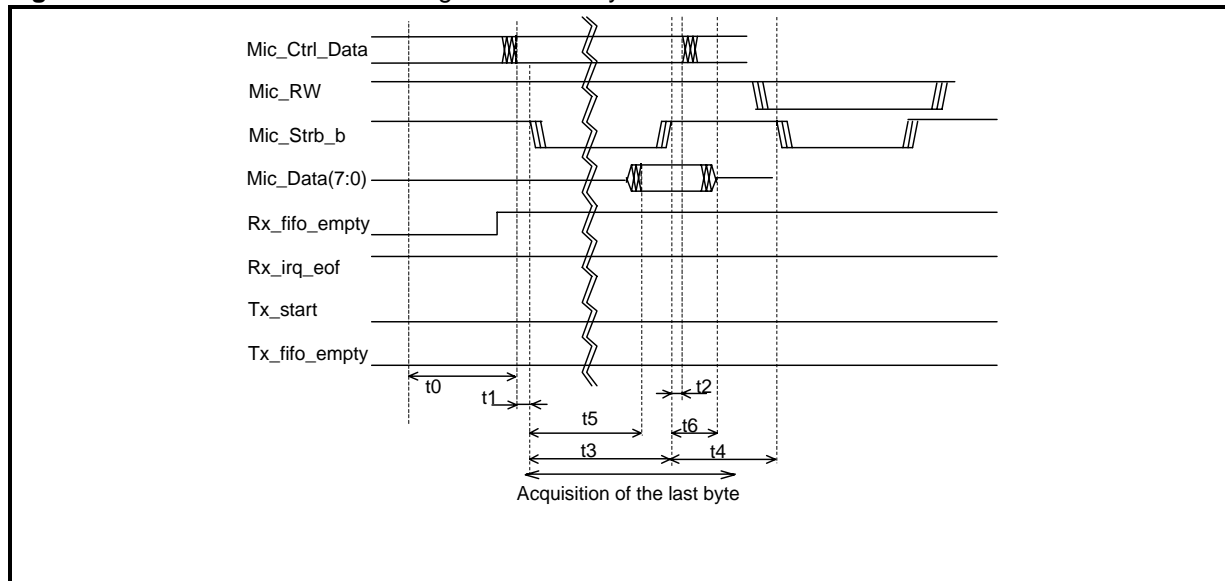 Mic_Ctrl_Data
Mic_RW
Mic_Strb_b
Mic_Data(7:0)
Rx_fifo_empty
Rx_irq_eof
Tx_start
Tx_fifo_empty
t0
t1
t2
t5
t6
t3
t4
Acquisition of the last byte